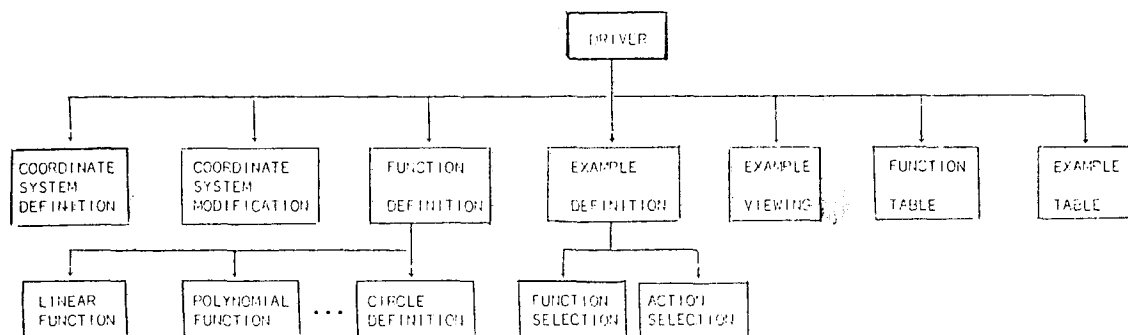 DRIVER
COORDINATE
SYSTEM
DEFINITION
COORDINATE
SYSTEM
MODIFICATION
FUNCTION
DEFINITION
EXAMPLE
DEFINITION
EXAMPLE
VIEWING
FUNCTION
TABLE
EXAMPLE
TABLE
LINEAR
FUNCTION
POLYNOMIAL
FUNCTION
...
CIRCLE
DEFINITION
FUNCTION
SELECTION
ACTION
SELECTION